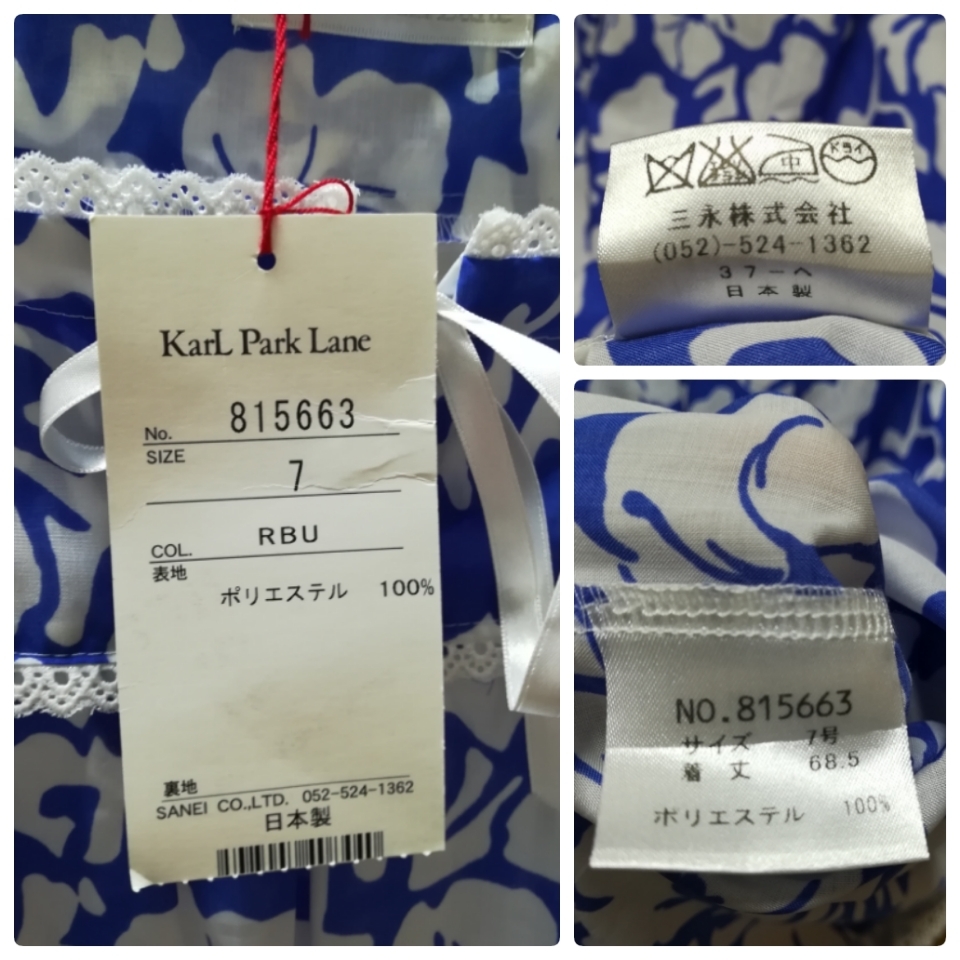 KarL Park Lane
No. 815663
SIZE 7
COL. RBU
表地
ポリエステル 100%
裏地
SANEI CO.,LTD. 052-524-1362
日本製
中 ドライ
三永株式会社
(052)-524-1362
37-へ
日本製
NO.815663
サイズ 7号
着丈 68.5
ポリエステル 100%